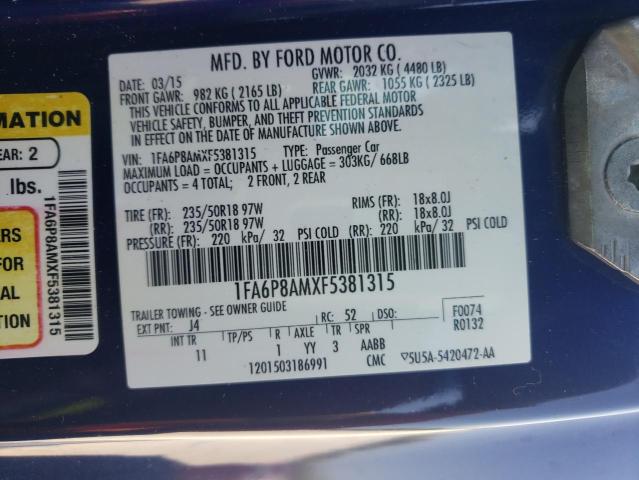 MFD. BY FORD MOTOR CO.
DATE: 03/15
GVWR: 2032 KG ( 4480 LB)
FRONT GAWR: 982 KG ( 2165 LB)
REAR GAWR: 1055 KG ( 2325 LB)
THIS VEHICLE CONFORMS TO ALL APPLICABLE FEDERAL MOTOR
VEHICLE SAFETY, BUMPER, AND THEFT PREVENTION STANDARDS
IN EFFECT ON THE DATE OF MANUFACTURE SHOWN ABOVE.
VIN: 1FA6P8AMXF5381315 TYPE: Passenger Car
MAXIMUM LOAD = OCCUPANTS + LUGGAGE = 303KG/ 668LB
OCCUPANTS = 4 TOTAL; 2 FRONT, 2 REAR
TIRE (FR): 235/50R18 97W RIMS (FR): 18x8.0J
(RR): 235/50R18 97W (RR): 18x8.0J
PRESSURE (FR): 220 kPa/ 32 PSI COLD (RR): 220 kPa/ 32 PSI COLD
1FA6P8AMXF5381315
TRAILER TOWING - SEE OWNER GUIDE
EXT PNT: J4 RC: 52 DSO:
F0074
R0132
INT TR TP/PS R AXLE TR SPR
11 1 YY 3 AABB
1201503186991 CMC ▽5U5A-5420472-AA
MATION
EAR: 2
lbs.
ERS
FOR
AL
TION
1FA6P8AMXF5381315